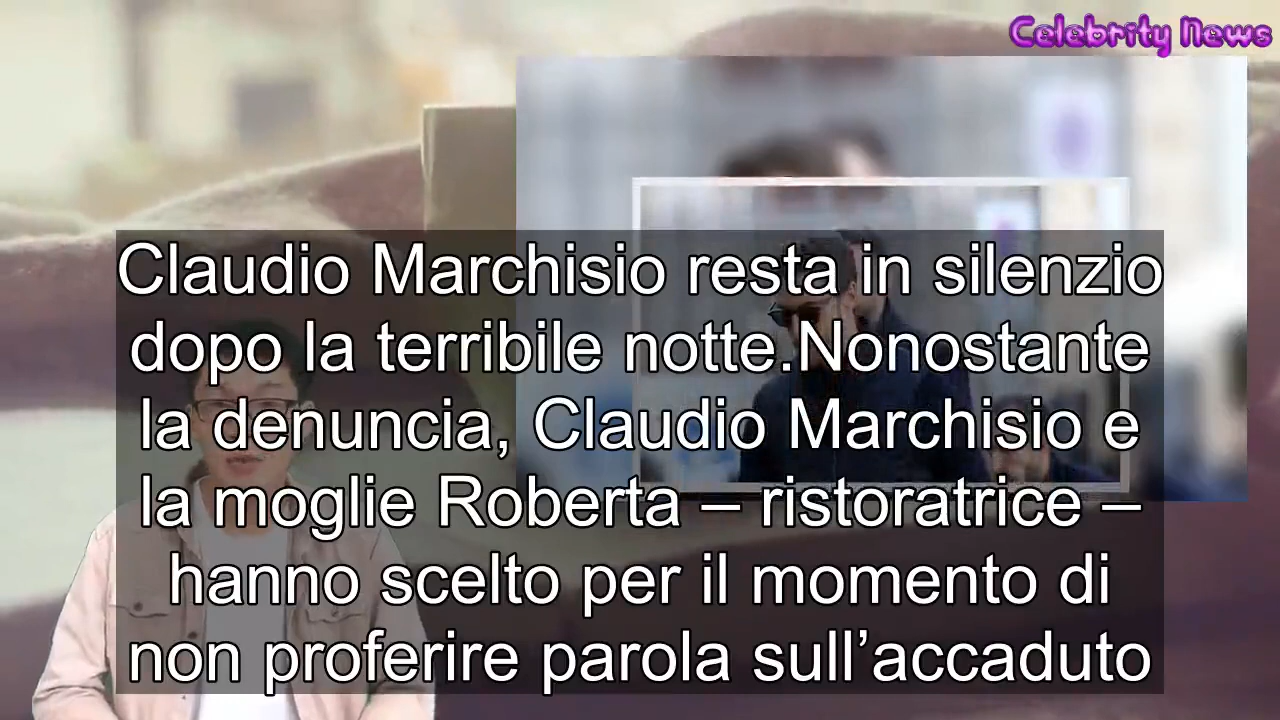 Celebrity News
Claudio Marchisio resta in silenzio
dopo la terribile notte.Nonostante
la denuncia, Claudio Marchisio e
la moglie Roberta – ristoratrice –
hanno scelto per il momento di
non proferire parola sull’accaduto